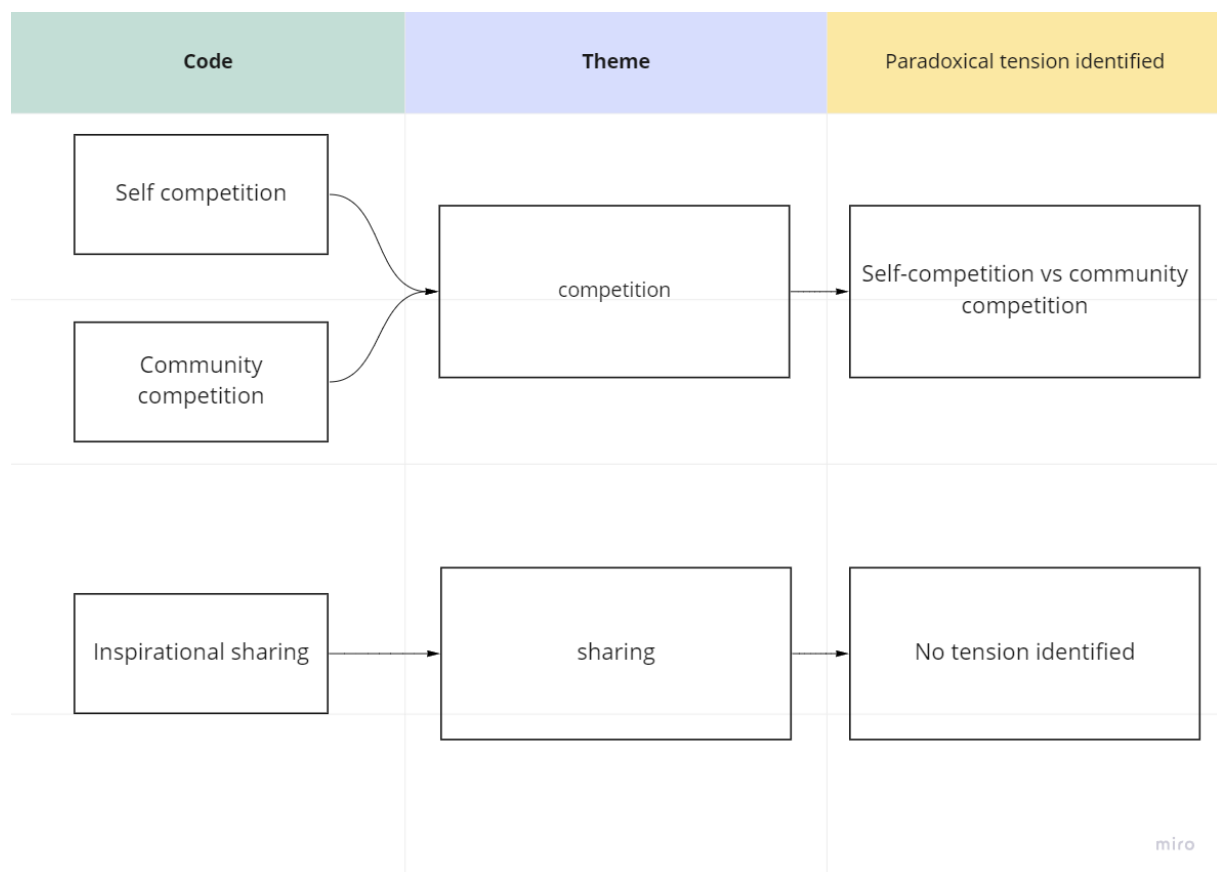 Code
Theme
Paradoxical tension identified
Self competition
Community
competition
competition
Self-competition vs community
competition
Inspirational sharing
sharing
No tension identified
miro